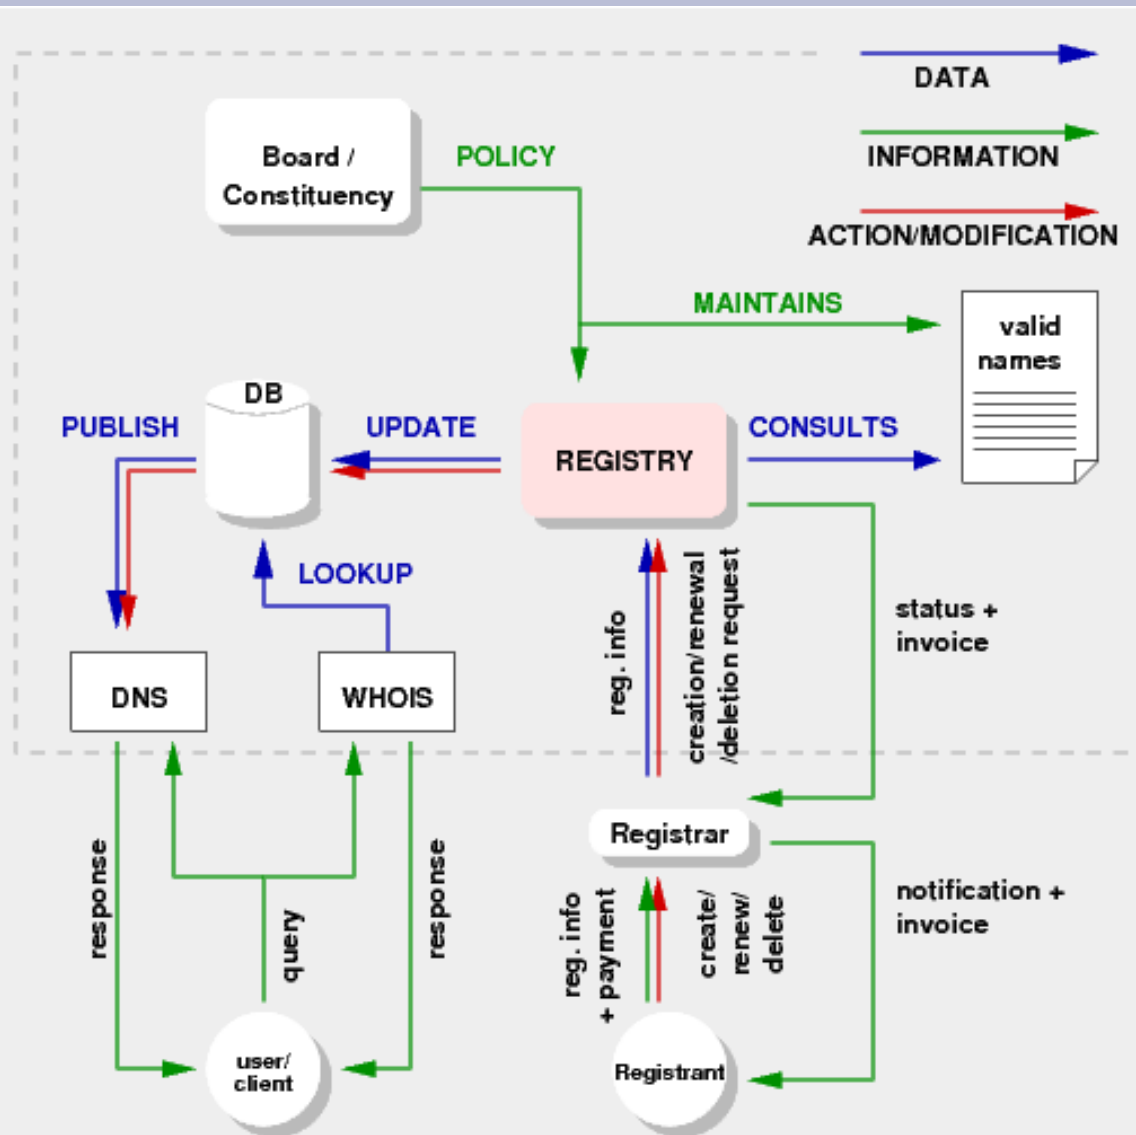 DATA
INFORMATION
ACTION/MODIFICATION
Board /
Constituency
POLICY
MAINTAINS
valid
names
DB
PUBLISH
UPDATE
REGISTRY
CONSULTS
LOOKUP
DNS
WHOIS
reg. info
creation/renewal
/deletion request
status +
invoice
Registrar
response
query
response
reg. info
+ payment
create/
renew/
delete
notification +
invoice
user/
client
Registrant